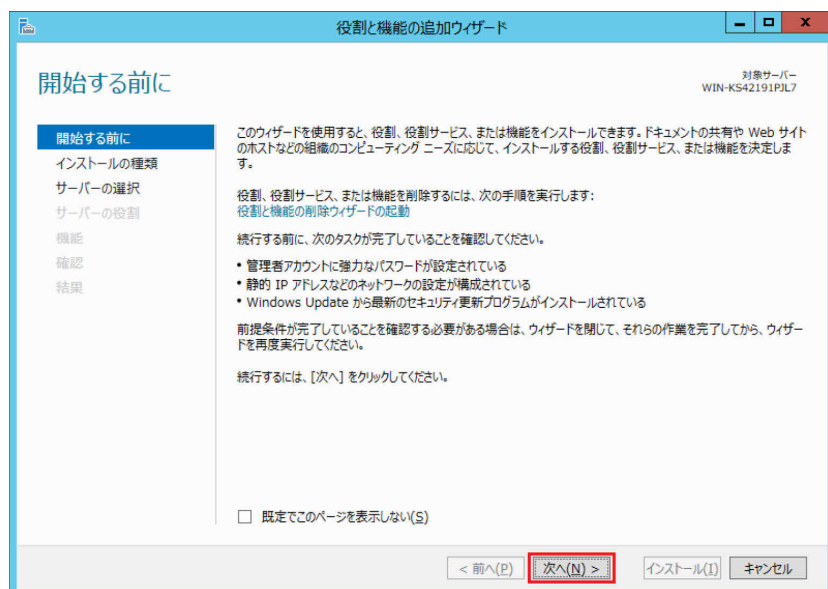 役割と機能の追加ウィザード
開始する前に
対象サーバー
WIN-KS42191PJL7
開始する前に
インストールの種類
サーバーの選択
サーバーの役割
機能
確認
結果
このウィザードを使用すると、役割、役割サービス、または機能をインストールできます。ドキュメントの共有や Web サイト
のホストなどの組織のコンピューティング ニーズに応じて、インストールする役割、役割サービス、または機能を決定しま
す。
役割、役割サービス、または機能を削除するには、次の手順を実行します:
役割と機能の削除ウィザードの起動
続行する前に、次のタスクが完了していることを確認してください。
• 管理者アカウントに強力なパスワードが設定されている
• 静的 IP アドレスなどのネットワークの設定が構成されている
• Windows Update から最新のセキュリティ更新プログラムがインストールされている
前提条件が完了していることを確認する必要がある場合は、ウィザードを閉じて、それらの作業を完了してから、ウィザー
ドを再度実行してください。
続行するには、[次へ] をクリックしてください。
既定でこのページを表示しない(S)
< 前へ(P) 次へ(N) > インストール(I) キャンセル